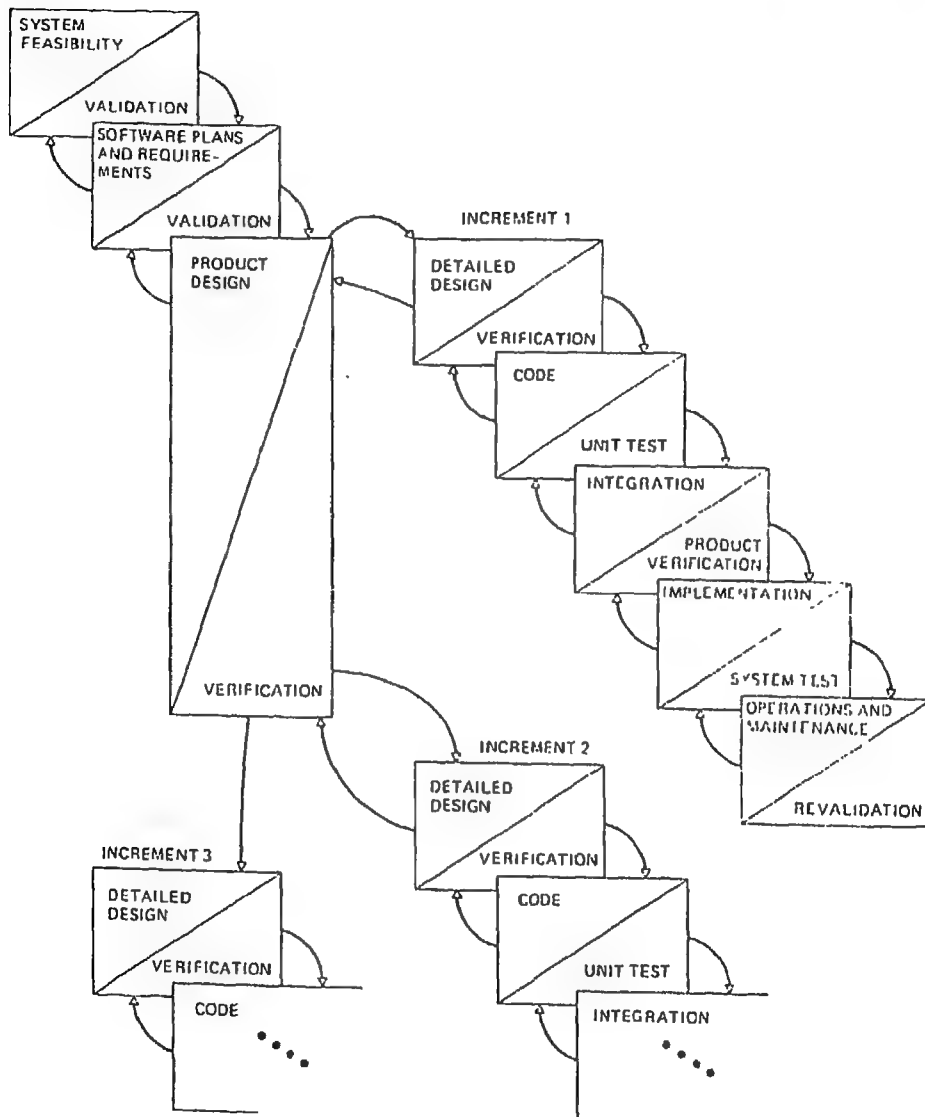 SYSTEM
FEASIBILITY
VALIDATION
SOFTWARE PLANS
AND REQUIRE-
MENTS
VALIDATION
PRODUCT
DESIGN
VERIFICATION
INCREMENT 1
DETAILED
DESIGN
VERIFICATION
CODE
UNIT TEST
INTEGRATION
PRODUCT
VERIFICATION
IMPLEMENTATION
SYSTEM TEST
OPERATIONS AND
MAINTENANCE
REVALIDATION
INCREMENT 2
DETAILED
DESIGN
VERIFICATION
CODE
UNIT TEST
INTEGRATION
INCREMENT 3
DETAILED
DESIGN
VERIFICATION
CODE